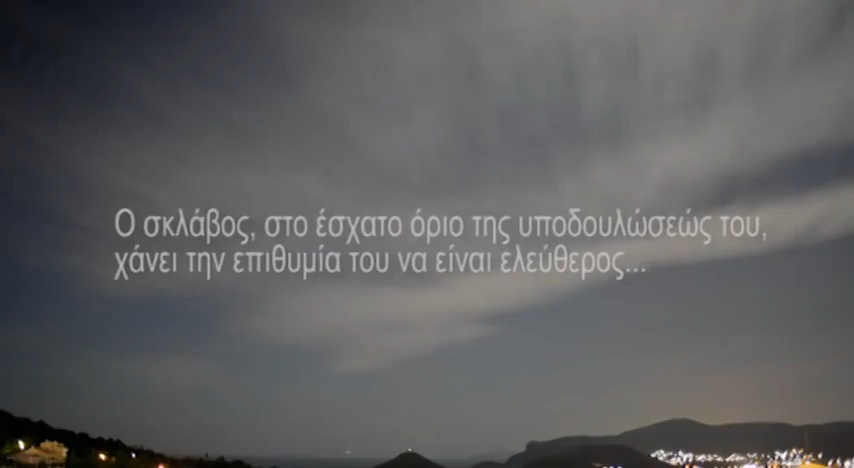 Ο σκλάβος, στο έσχατο όριο της υποδουλώσεώς του,
χάνει την επιθυμία του να είναι ελεύθερος...